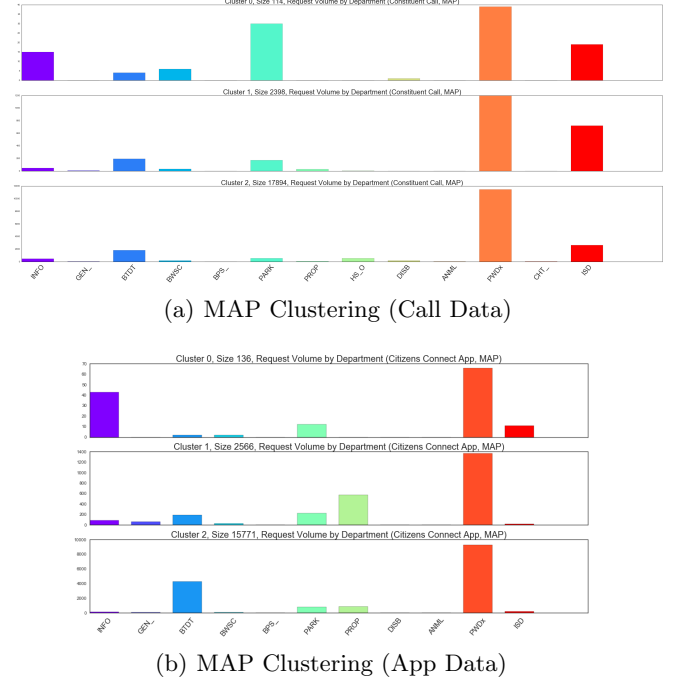 Cluster 0, Size 114, Request Volume by Department (Constituent Call, MAP)
Cluster 1, Size 2398, Request Volume by Department (Constituent Call, MAP)
Cluster 2, Size 17894, Request Volume by Department (Constituent Call, MAP)
INFO GEN_ BTDT BWSC BPS_ PARK PROP HS_O DISB ANML PWDx CHT_ ISD
(a) MAP Clustering (Call Data)
Cluster 0, Size 136, Request Volume by Department (Citizens Connect App, MAP)
70
60
50
40
30
20
10
0
Cluster 1, Size 2566, Request Volume by Department (Citizens Connect App, MAP)
1400
1200
1000
800
600
400
200
0
Cluster 2, Size 15771, Request Volume by Department (Citizens Connect App, MAP)
10000
8000
6000
4000
2000
0
INFO GEN_ BTDT BWSC BPS_ PARK PROP DISB ANML PWDx ISD
(b) MAP Clustering (App Data)